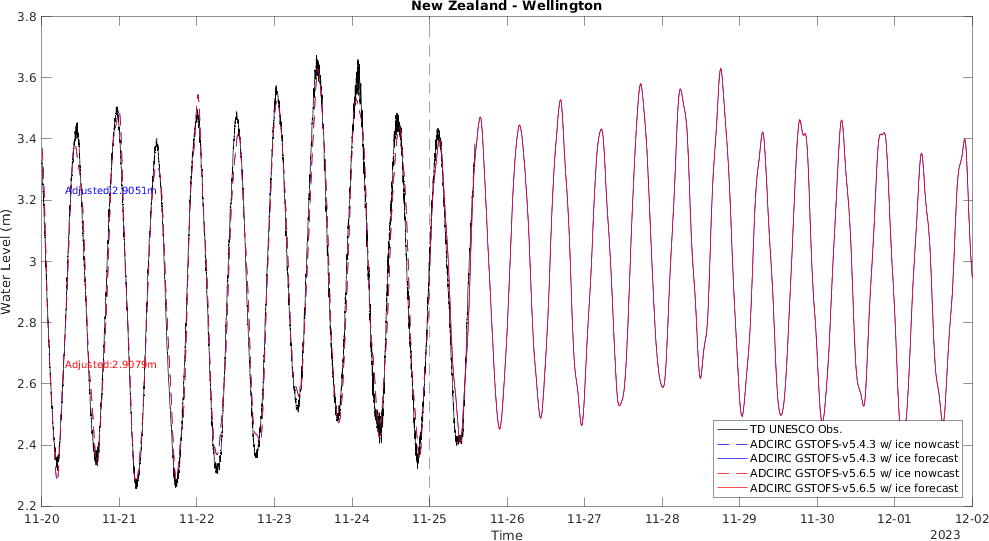 New Zealand - Wellington
3.8
3.6
3.4
3.2
3
2.8
2.6
2.4
2.2
Water Level (m)
Adjusted:2.9051m
Adjusted:2.9079m
TD UNESCO Obs.
ADCIRC GSTOFS-v5.4.3 w/ ice nowcast
ADCIRC GSTOFS-v5.4.3 w/ ice forecast
ADCIRC GSTOFS-v5.6.5 w/ ice nowcast
ADCIRC GSTOFS-v5.6.5 w/ ice forecast
11-20 11-21 11-22 11-23 11-24 11-25 11-26 11-27 11-28 11-29 11-30 12-01 12-02
Time
2023